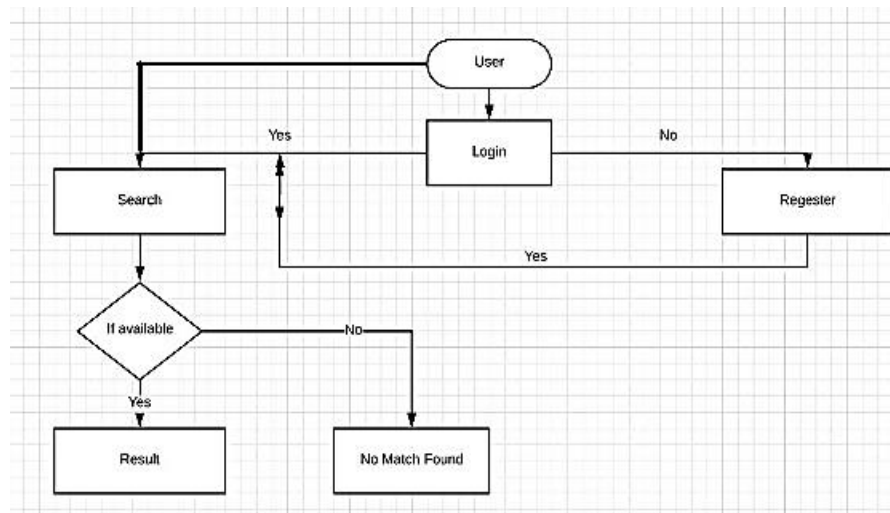 User
Yes
Login
No
Search
Regester
Yes
If available
No
Yes
Result
No Match Found